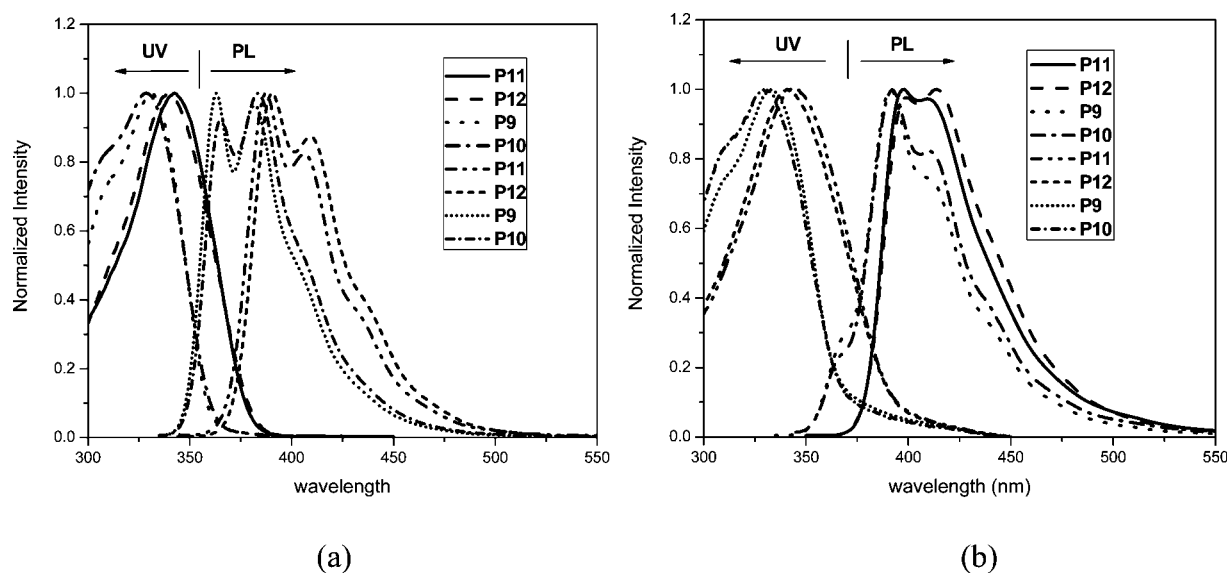 1.2
1.0
0.8
0.6
0.4
0.2
0.0
Normalized Intensity
UV PL
P11
P12
P9
P10
P11
P12
P9
P10
300 350 400 450 500 550
wavelength
(a)
1.2
1.0
0.8
0.6
0.4
0.2
0.0
Normalized Intensity
UV PL
P11
P12
P9
P10
P11
P12
P9
P10
300 350 400 450 500 550
wavelength (nm)
(b)